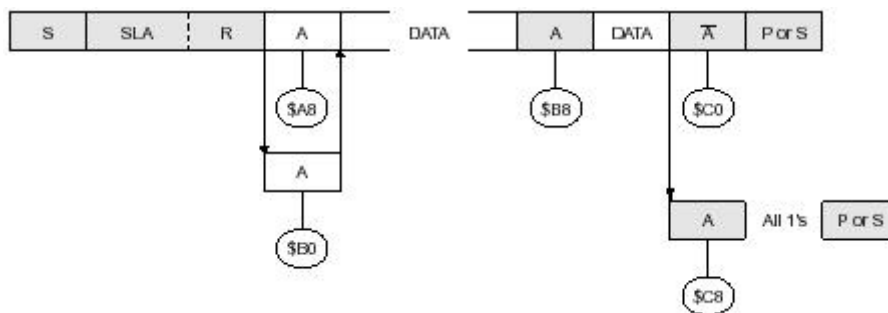 S SLA R A DATA A DATA A̅ P or S
$A8 $B8 $C0
A
A All 1's P or S
$B0
$C8